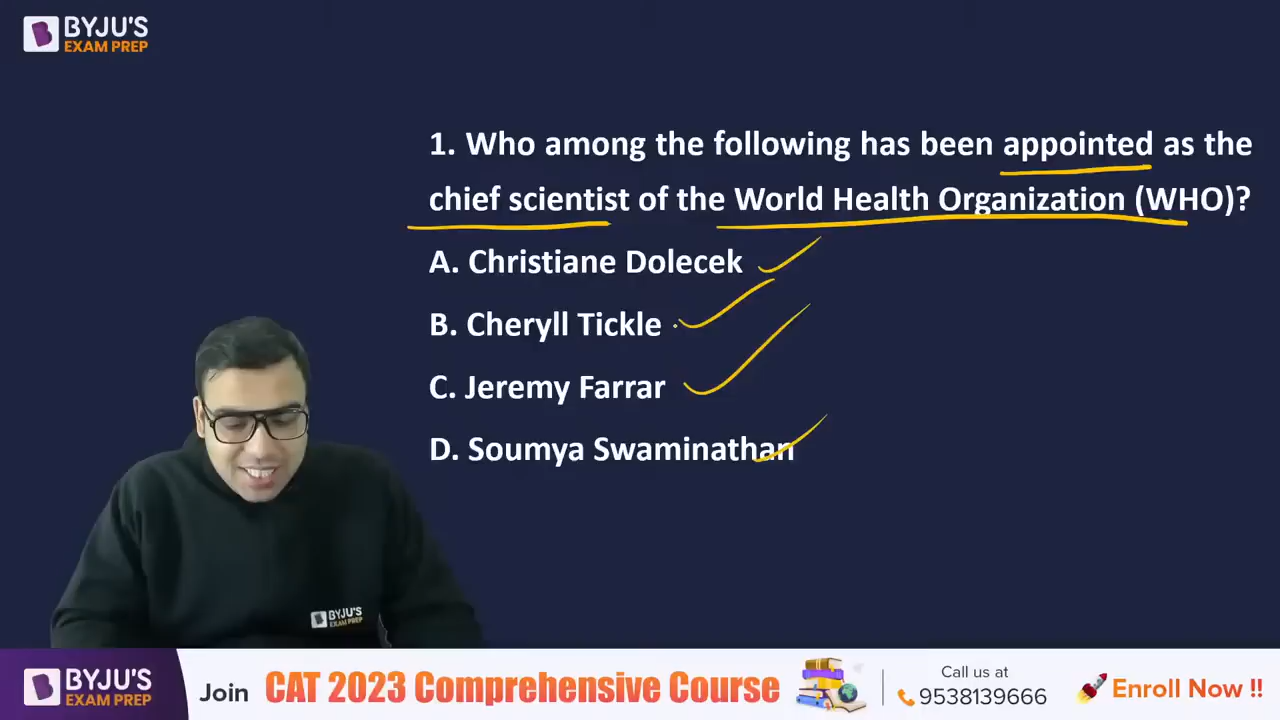 BYJU'S
EXAM PREP
1. Who among the following has been appointed as the
chief scientist of the World Health Organization (WHO)?
A. Christiane Dolecek
B. Cheryll Tickle
C. Jeremy Farrar
D. Soumya Swaminathan
BYJU'S
EXAM PREP
BYJU'S
EXAM PREP
Join CAT 2023 Comprehensive Course
Call us at
9538139666
Enroll Now !!